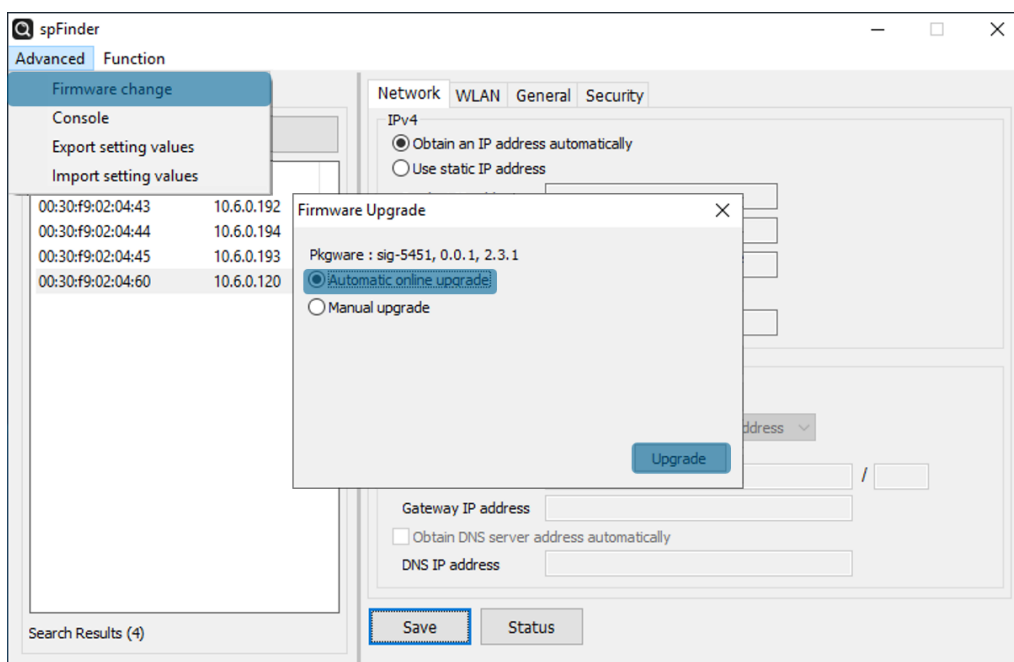 spFinder
Advanced Function
Firmware change
Console
Export setting values
Import setting values
00:30:f9:02:04:43 10.6.0.192
00:30:f9:02:04:44 10.6.0.194
00:30:f9:02:04:45 10.6.0.193
00:30:f9:02:04:60 10.6.0.120
Search Results (4)
Network WLAN General Security
IPv4
Obtain an IP address automatically
Use static IP address
Firmware Upgrade
Pkgware : sig-5451, 0.0.1, 2.3.1
Automatic online upgrade
Manual upgrade
Upgrade
ddress
/
Gateway IP address
Obtain DNS server address automatically
DNS IP address
Save Status